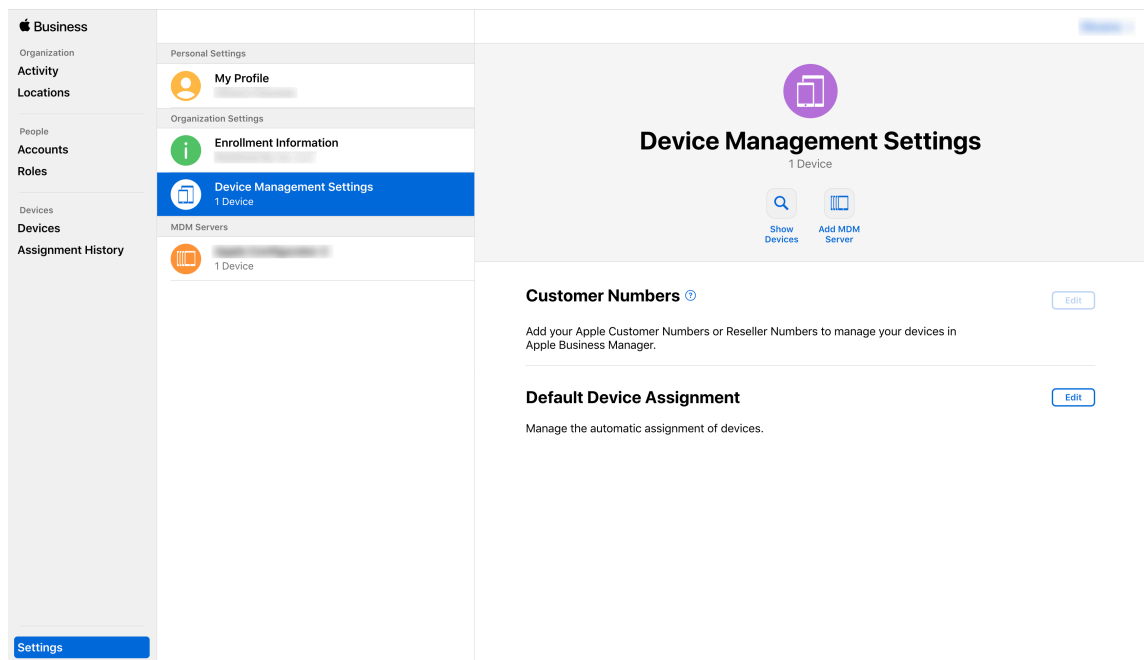 Business
Organization
Activity
Locations
People
Accounts
Roles
Devices
Devices
Assignment History
Settings
Personal Settings
My Profile
Organization Settings
Enrollment Information
Device Management Settings
1 Device
MDM Servers
1 Device
Device Management Settings
1 Device
Show
Devices
Add MDM
Server
Customer Numbers ?
Edit
Add your Apple Customer Numbers or Reseller Numbers to manage your devices in
Apple Business Manager.
Default Device Assignment
Edit
Manage the automatic assignment of devices.